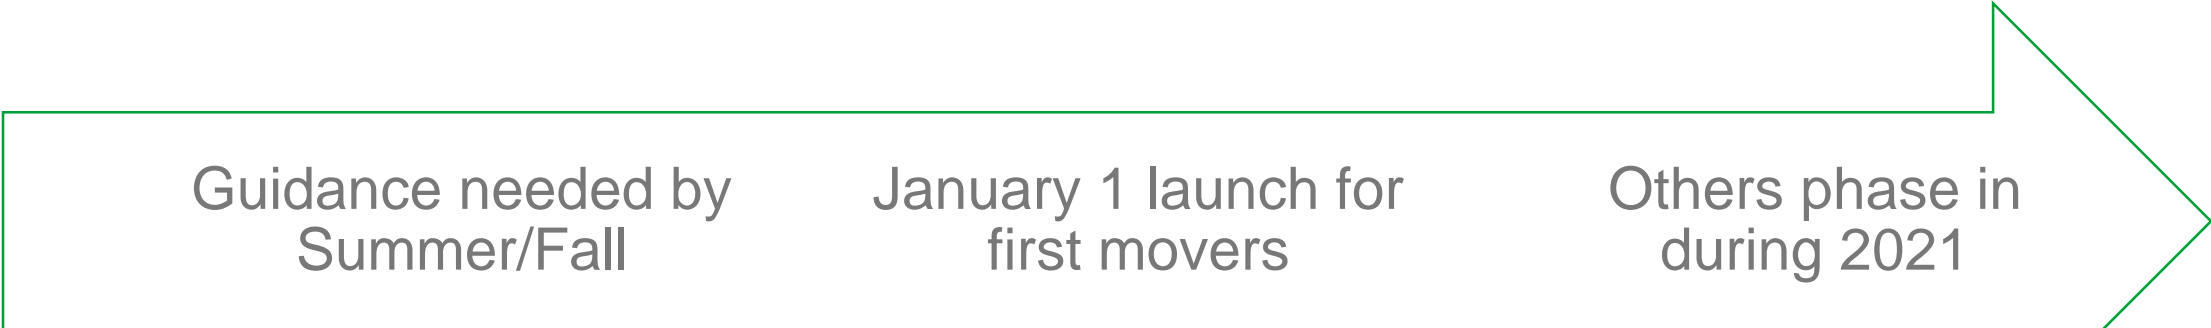 Guidance needed by
Summer/Fall
January 1 launch for
first movers
Others phase in
during 2021